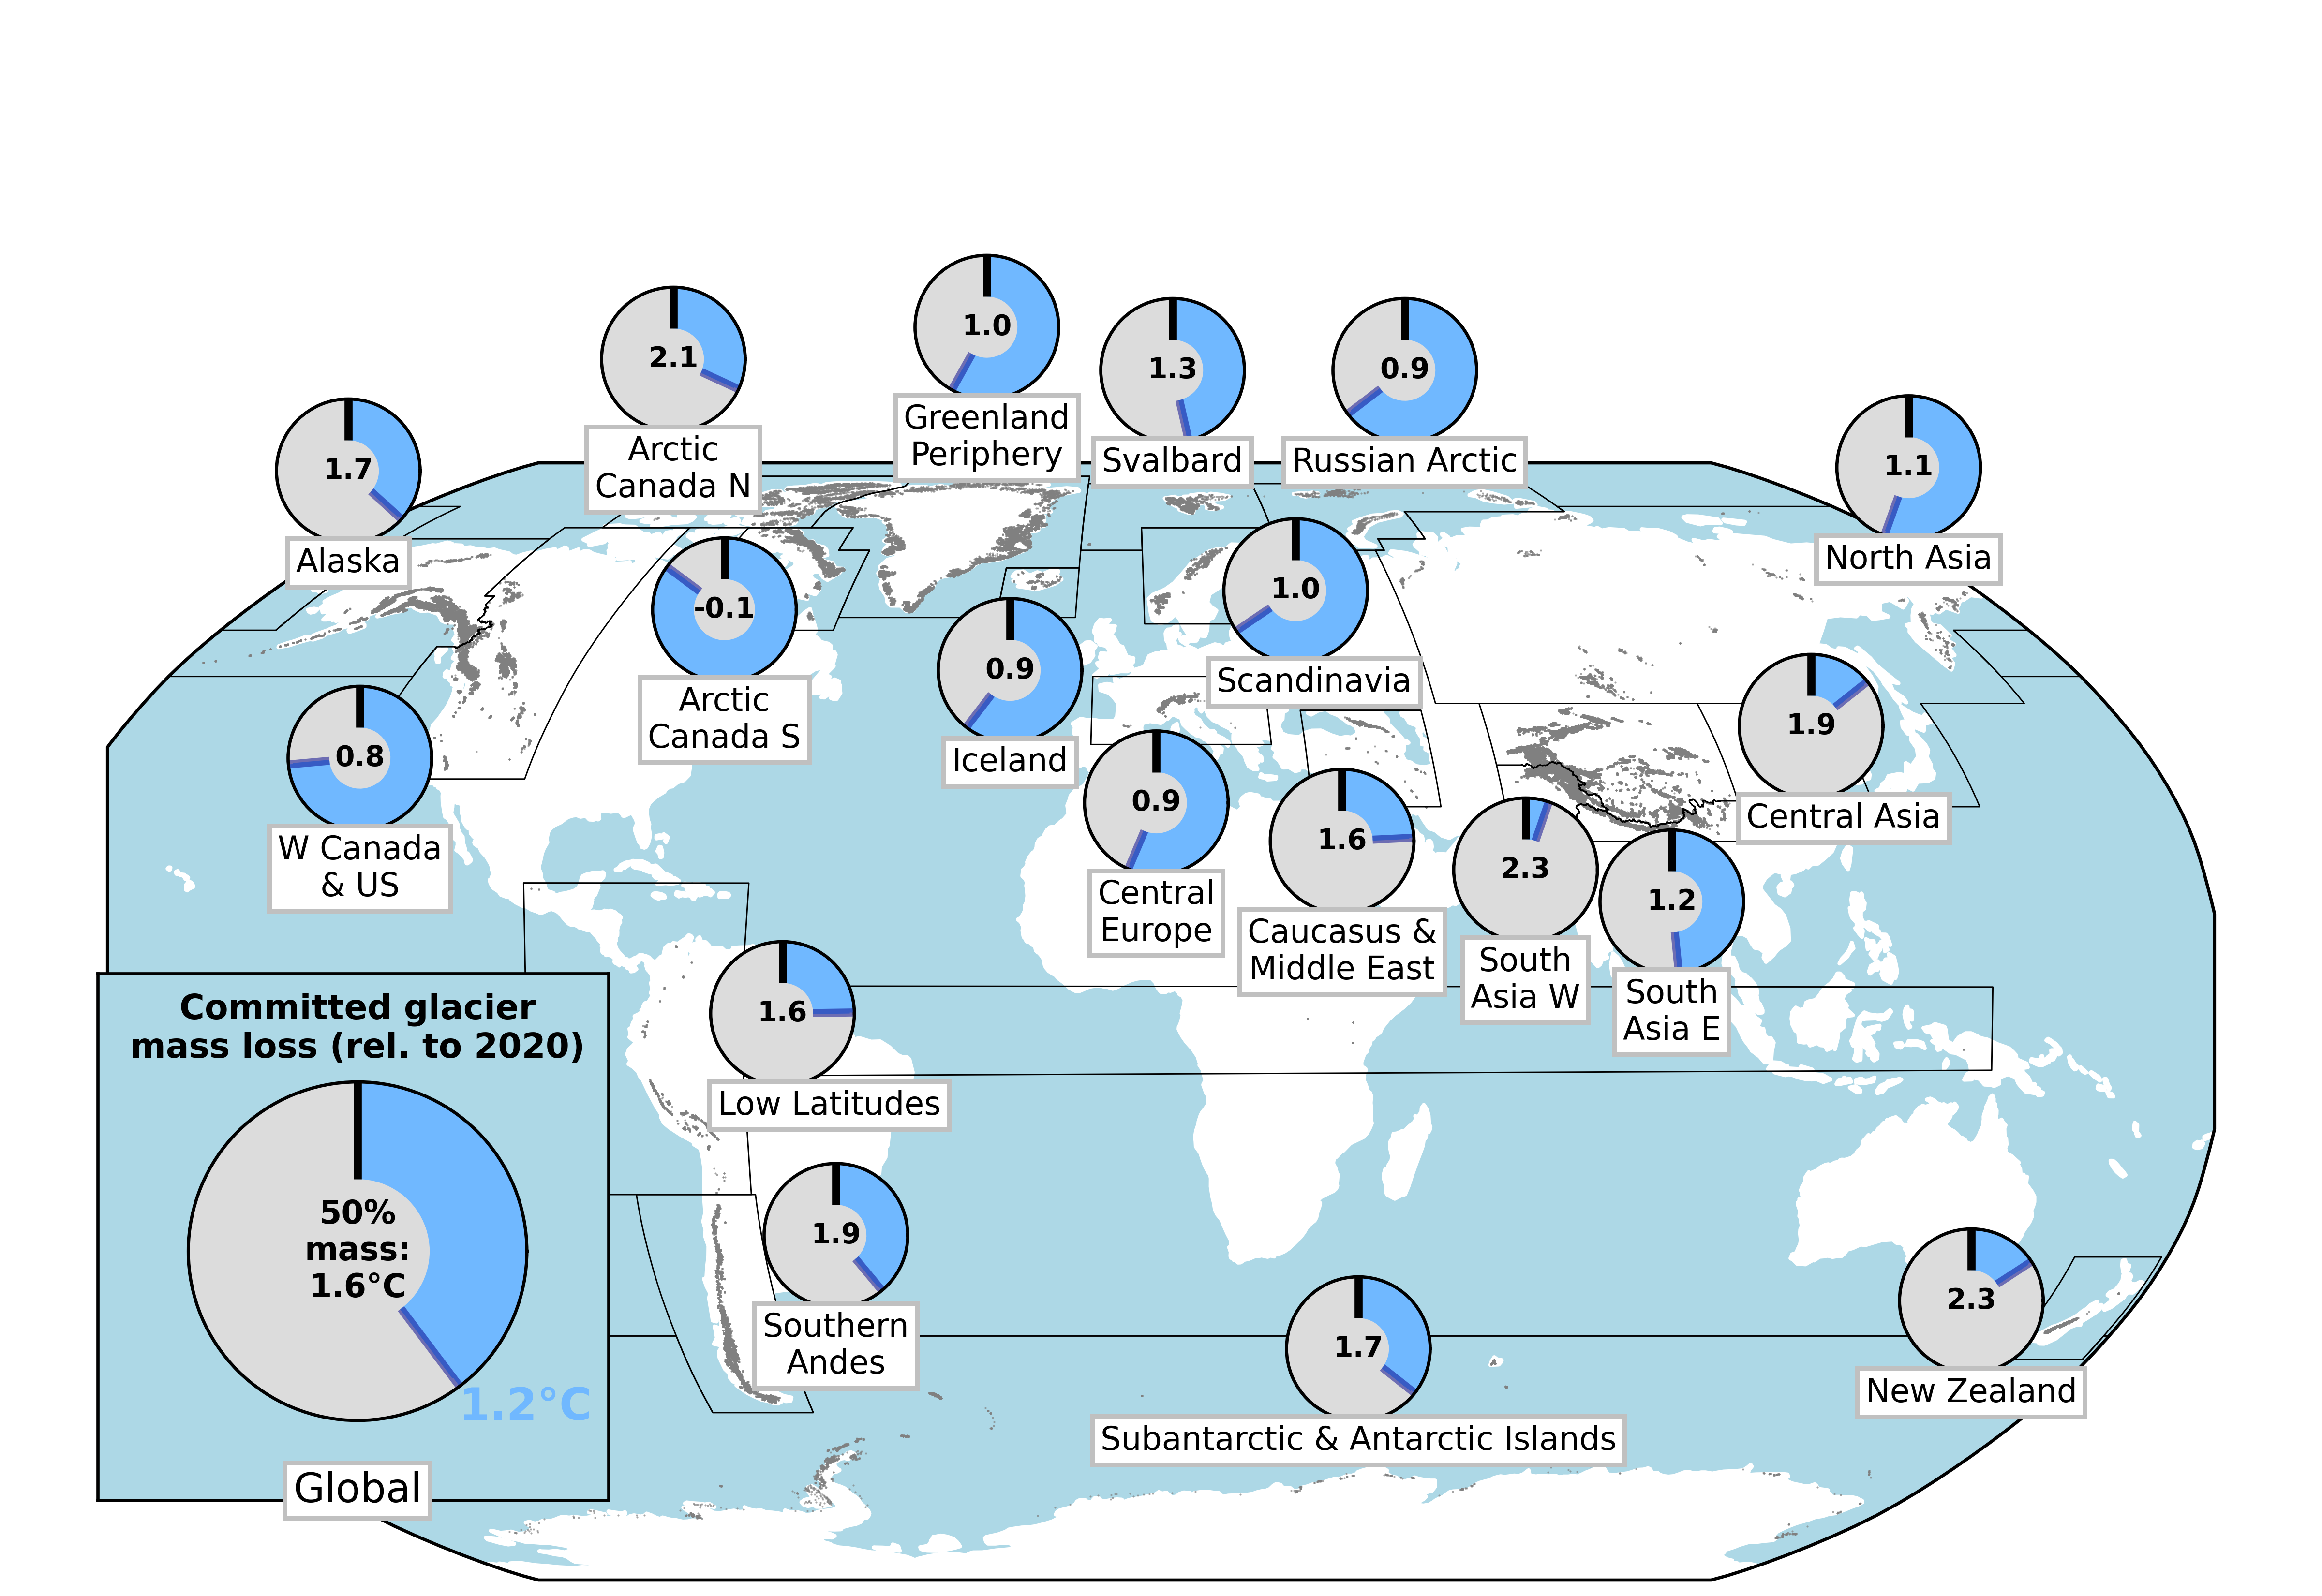 1.0
Greenland
Periphery
2.1
Arctic
Canada N
1.3
Svalbard
0.9
Russian Arctic
1.7
Alaska
1.1
North Asia
-0.1
Arctic
Canada S
1.0
Scandinavia
0.9
Iceland
1.9
Central Asia
0.8
W Canada
& US
0.9
Central
Europe
1.6
Caucasus &
Middle East
2.3
South
Asia W
1.2
South
Asia E
1.6
Low Latitudes
Committed glacier
mass loss (rel. to 2020)
50%
mass:
1.6°C
1.2°C
Global
1.9
Southern
Andes
1.7
Subantarctic & Antarctic Islands
2.3
New Zealand